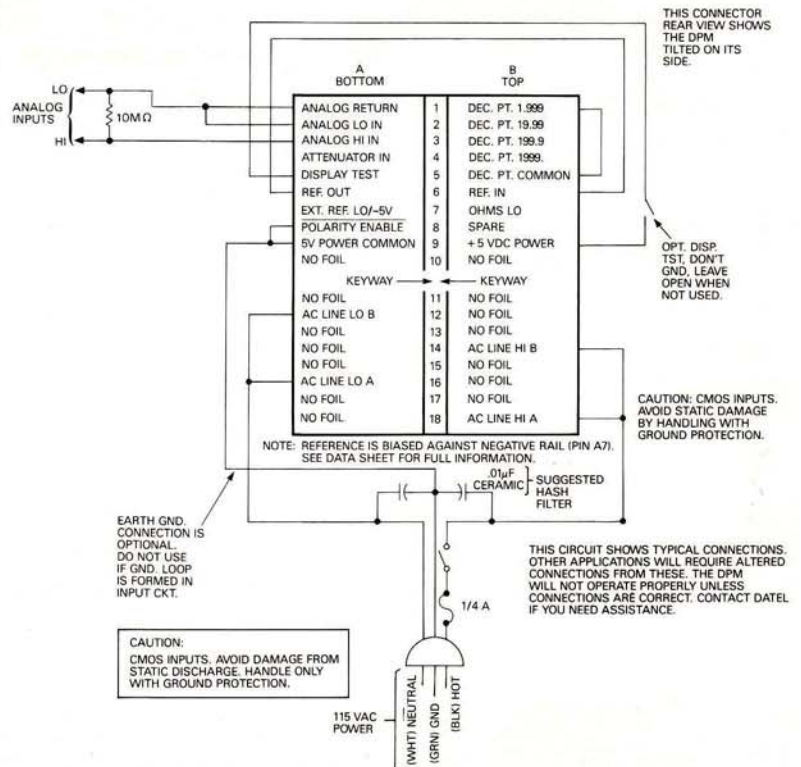 THIS CONNECTOR
REAR VIEW SHOWS
THE DPM
TILTED ON ITS
SIDE.
A
BOTTOM
B
TOP
LO
ANALOG
INPUTS
HI
10MΩ
ANALOG RETURN 1 DEC. PT. 1.999
ANALOG LO IN 2 DEC. PT. 19.99
ANALOG HI IN 3 DEC. PT. 199.9
ATTENUATOR IN 4 DEC. PT. 1999.
DISPLAY TEST 5 DEC. PT. COMMON
REF. OUT 6 REF. IN
EXT. REF. LO/-5V 7 OHMS LO
POLARITY ENABLE 8 SPARE
5V POWER COMMON 9 + 5 VDC POWER
NO FOIL 10 NO FOIL
KEYWAY KEYWAY
NO FOIL 11 NO FOIL
AC LINE LO B 12 NO FOIL
NO FOIL 13 NO FOIL
NO FOIL 14 AC LINE HI B
NO FOIL 15 NO FOIL
AC LINE LO A 16 NO FOIL
NO FOIL 17 NO FOIL
NO FOIL 18 AC LINE HI A
OPT. DISP.
TST, DON'T
GND, LEAVE
OPEN WHEN
NOT USED.
CAUTION: CMOS INPUTS.
AVOID STATIC DAMAGE
BY HANDLING WITH
GROUND PROTECTION.
NOTE: REFERENCE IS BIASED AGAINST NEGATIVE RAIL (PIN A7).
SEE DATA SHEET FOR FULL INFORMATION.
.01µF
CERAMIC
SUGGESTED
HASH
FILTER
EARTH GND.
CONNECTION IS
OPTIONAL.
DO NOT USE
IF GND. LOOP
IS FORMED IN
INPUT CKT.
THIS CIRCUIT SHOWS TYPICAL CONNECTIONS.
OTHER APPLICATIONS WILL REQUIRE ALTERED
CONNECTIONS FROM THESE. THE DPM
WILL NOT OPERATE PROPERLY UNLESS
CONNECTIONS ARE CORRECT. CONTACT DATEL
IF YOU NEED ASSISTANCE.
1/4 A
CAUTION:
CMOS INPUTS. AVOID DAMAGE FROM
STATIC DISCHARGE. HANDLE ONLY
WITH GROUND PROTECTION.
115 VAC
POWER
(WHT) NEUTRAL
(GRN) GND
(BLK) HOT